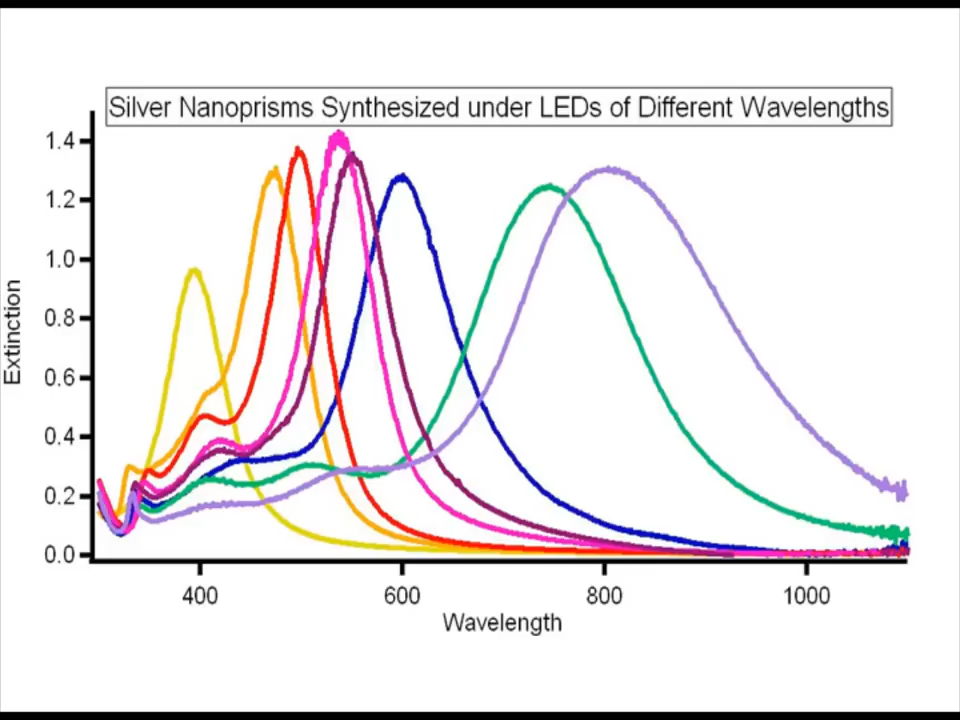 Silver Nanoprisms Synthesized under LEDs of Different Wavelengths
1.4
1.2
1.0
0.8
0.6
0.4
0.2
0.0
Extinction
400 600 800 1000
Wavelength